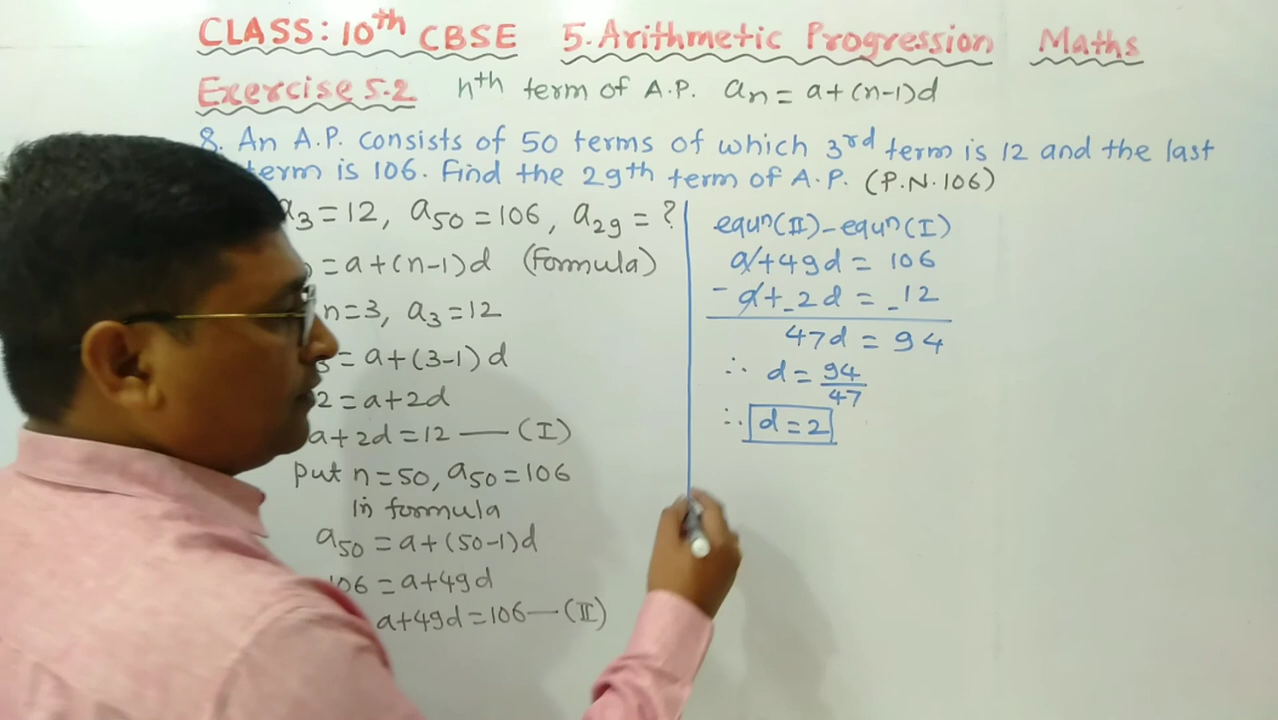 CLASS: 10th CBSE 5. Arithmetic Progression Maths
Exercise 5.2 nth term of A.P. an = a+(n-1)d
8. An A.P. consists of 50 terms of which 3rd term is 12 and the last
term is 106. Find the 29th term of A.P. (P.N.106)
a3 = 12, a50 = 106, a29 = ?
= a+(n-1)d (Formula)
n=3, a3 = 12
= a+(3-1)d
2 = a+2d
a+2d = 12 — (I)
Put n=50, a50 = 106
in formula
a50 = a+(50-1)d
106 = a+49d
a+49d = 106 — (II)
equn(II) - equn(I)
a+49d = 106
- a+ - 2d = - 12
47d = 94
∴ d = 94/47
∴ d = 2